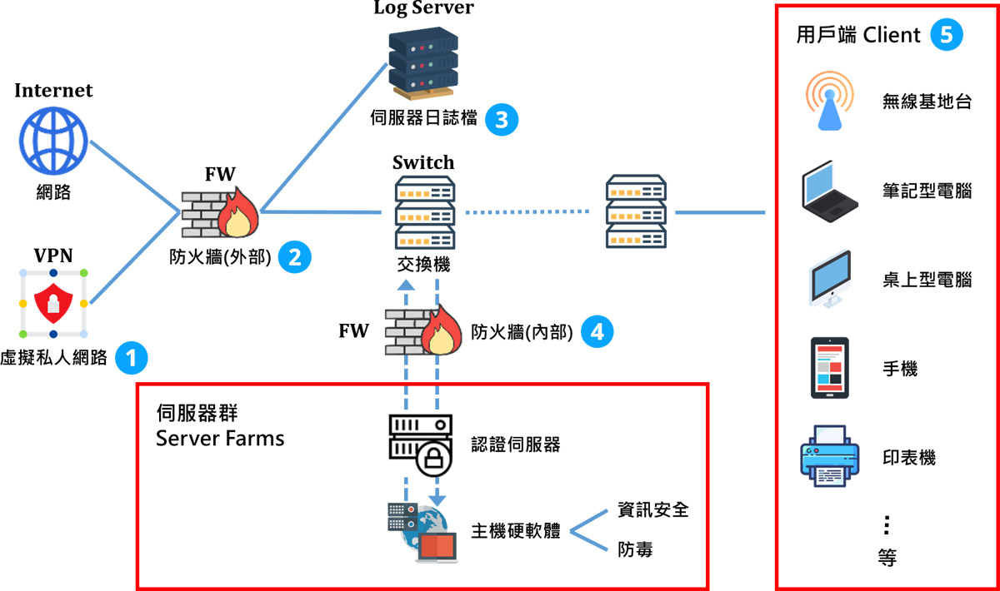 Log Server
伺服器日誌檔 3
Internet
網路
VPN
虛擬私人網路 1
FW
防火牆(外部) 2
Switch
交換機
FW
防火牆(內部) 4
伺服器群
Server Farms
認證伺服器
主機硬軟體
資訊安全
防毒
用戶端 Client 5
無線基地台
筆記型電腦
桌上型電腦
手機
印表機
⋮
等